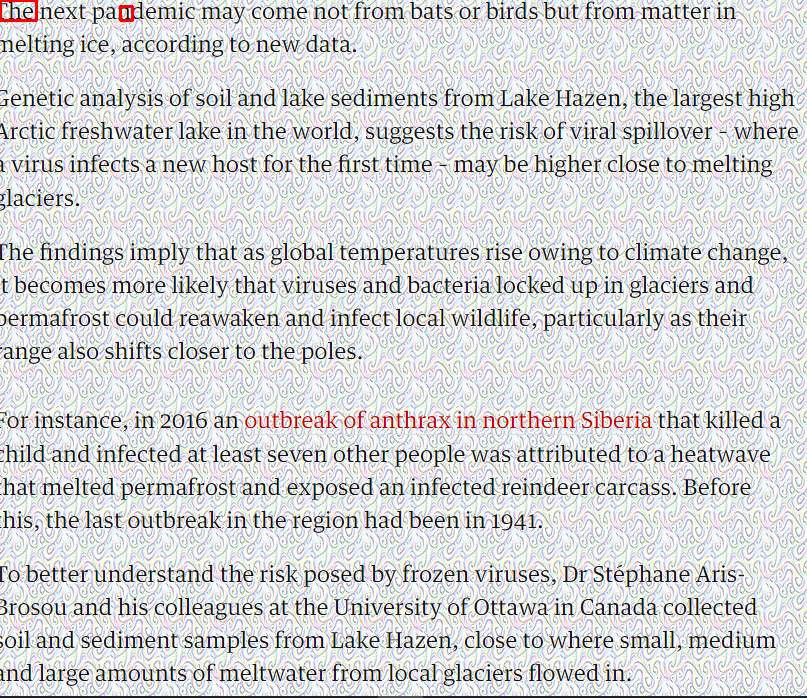 The next pandemic may come not from bats or birds but from matter in
melting ice, according to new data.
Genetic analysis of soil and lake sediments from Lake Hazen, the largest high
Arctic freshwater lake in the world, suggests the risk of viral spillover - where
a virus infects a new host for the first time - may be higher close to melting
glaciers.
The findings imply that as global temperatures rise owing to climate change,
it becomes more likely that viruses and bacteria locked up in glaciers and
permafrost could reawaken and infect local wildlife, particularly as their
range also shifts closer to the poles.
For instance, in 2016 an outbreak of anthrax in northern Siberia that killed a
child and infected at least seven other people was attributed to a heatwave
that melted permafrost and exposed an infected reindeer carcass. Before
this, the last outbreak in the region had been in 1941.
To better understand the risk posed by frozen viruses, Dr Stéphane Aris-
Brosou and his colleagues at the University of Ottawa in Canada collected
soil and sediment samples from Lake Hazen, close to where small, medium
and large amounts of meltwater from local glaciers flowed in.